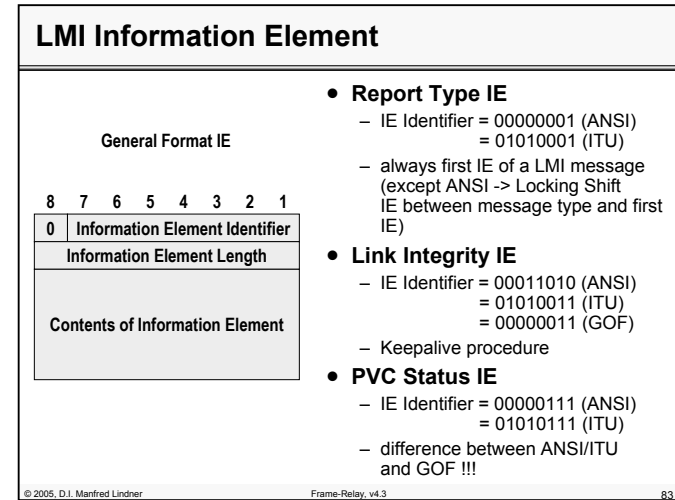 LMI Information Element
General Format IE
8 7 6 5 4 3 2 1
0 Information Element Identifier
Information Element Length
Contents of Information Element
• Report Type IE
– IE Identifier = 00000001 (ANSI)
= 01010001 (ITU)
– always first IE of a LMI message
(except ANSI -> Locking Shift
IE between message type and first
IE)
• Link Integrity IE
– IE Identifier = 00011010 (ANSI)
= 01010011 (ITU)
= 00000011 (GOF)
– Keepalive procedure
• PVC Status IE
– IE Identifier = 00000111 (ANSI)
= 01010111 (ITU)
– difference between ANSI/ITU
and GOF !!!
© 2005, D.I. Manfred Lindner
Frame-Relay, v4.3
83